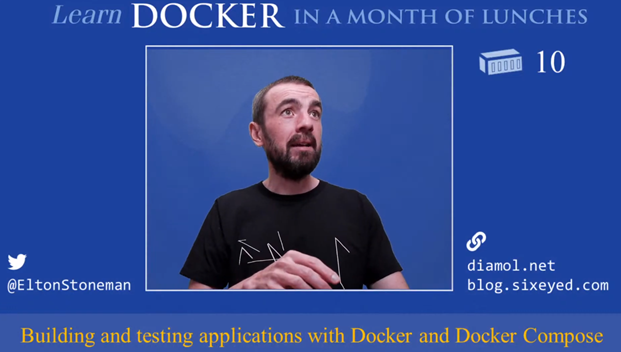 Learn DOCKER IN A MONTH OF LUNCHES
10
@EltonStoneman
diamol.net
blog.sixeyed.com
Building and testing applications with Docker and Docker Compose